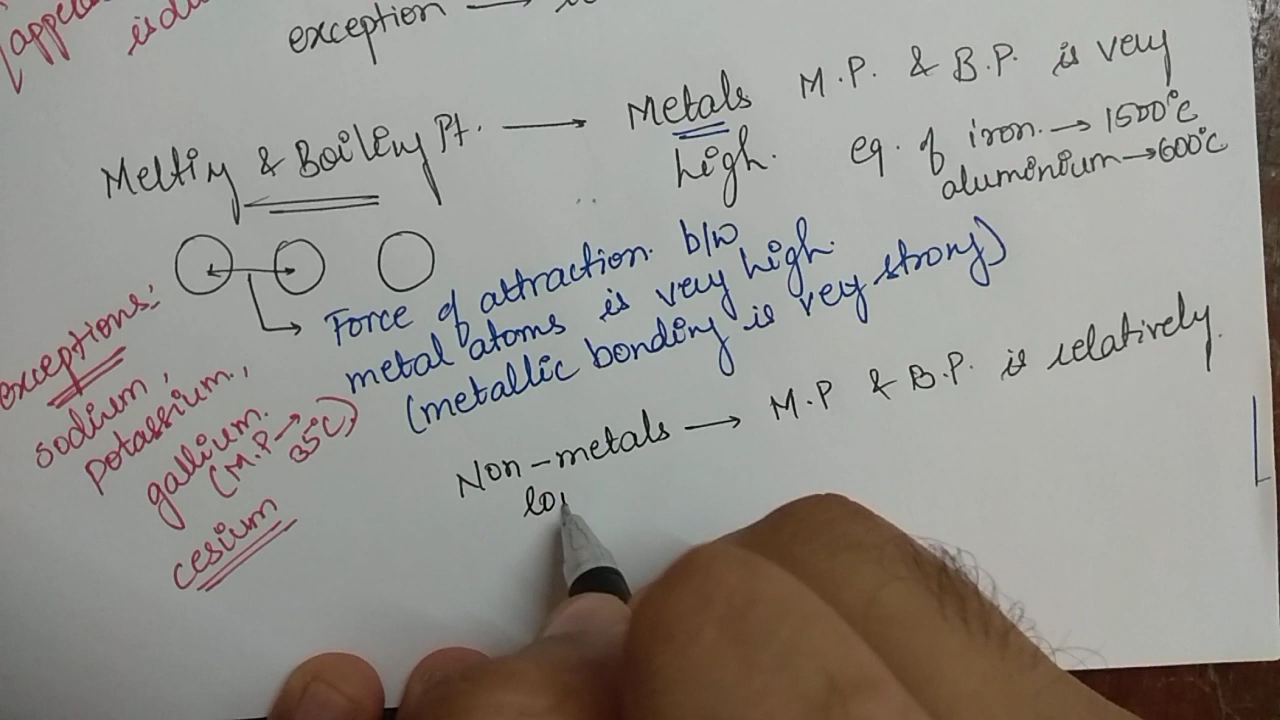 (appea
isdu
exception →
Melting & Boiling Pt. → Metals M.P. & B.P. is very
high. eg. of iron. → 1500°C
aluminium → 600°C
Force of attraction. b/w
metal atoms is very high.
(metallic bonding is very strong)
exceptions:
sodium,
potassium.,
gallium.
(M.P →
35°C)
cesium
Non-metals → M.P & B.P. is relatively.
lo